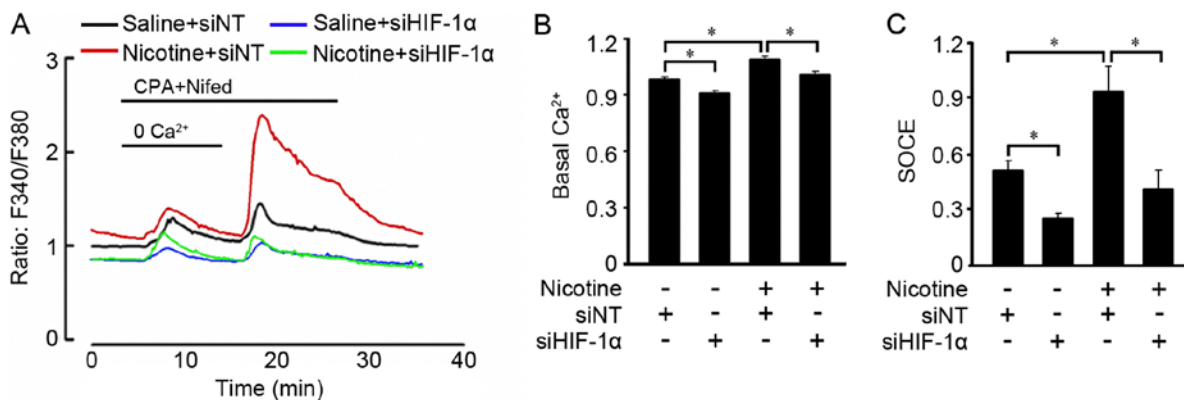 A
Saline+siNT
Saline+siHIF-1α
Nicotine+siNT
Nicotine+siHIF-1α
3
2
1
0
Ratio: F340/F380
CPA+Nifed
0 Ca²⁺
0 10 20 30 40
Time (min)
B
1.2
0.9
0.6
0.3
0
Basal Ca²⁺
* * *
Nicotine - - + +
siNT + - + -
siHIF-1α - + - +
C
1.2
0.9
0.6
0.3
0
SOCE
* * *
Nicotine - - + +
siNT + - + -
siHIF-1α - + - +